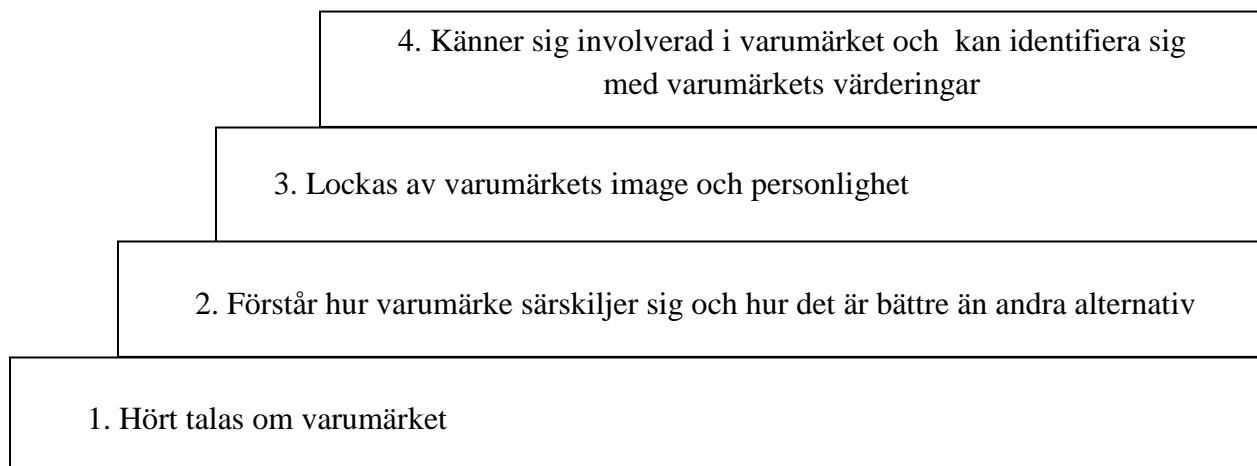 4. Känner sig involverad i varumärket och kan identifiera sig
med varumärkets värderingar
3. Lockas av varumärkets image och personlighet
2. Förstår hur varumärke särskiljer sig och hur det är bättre än andra alternativ
1. Hört talas om varumärket